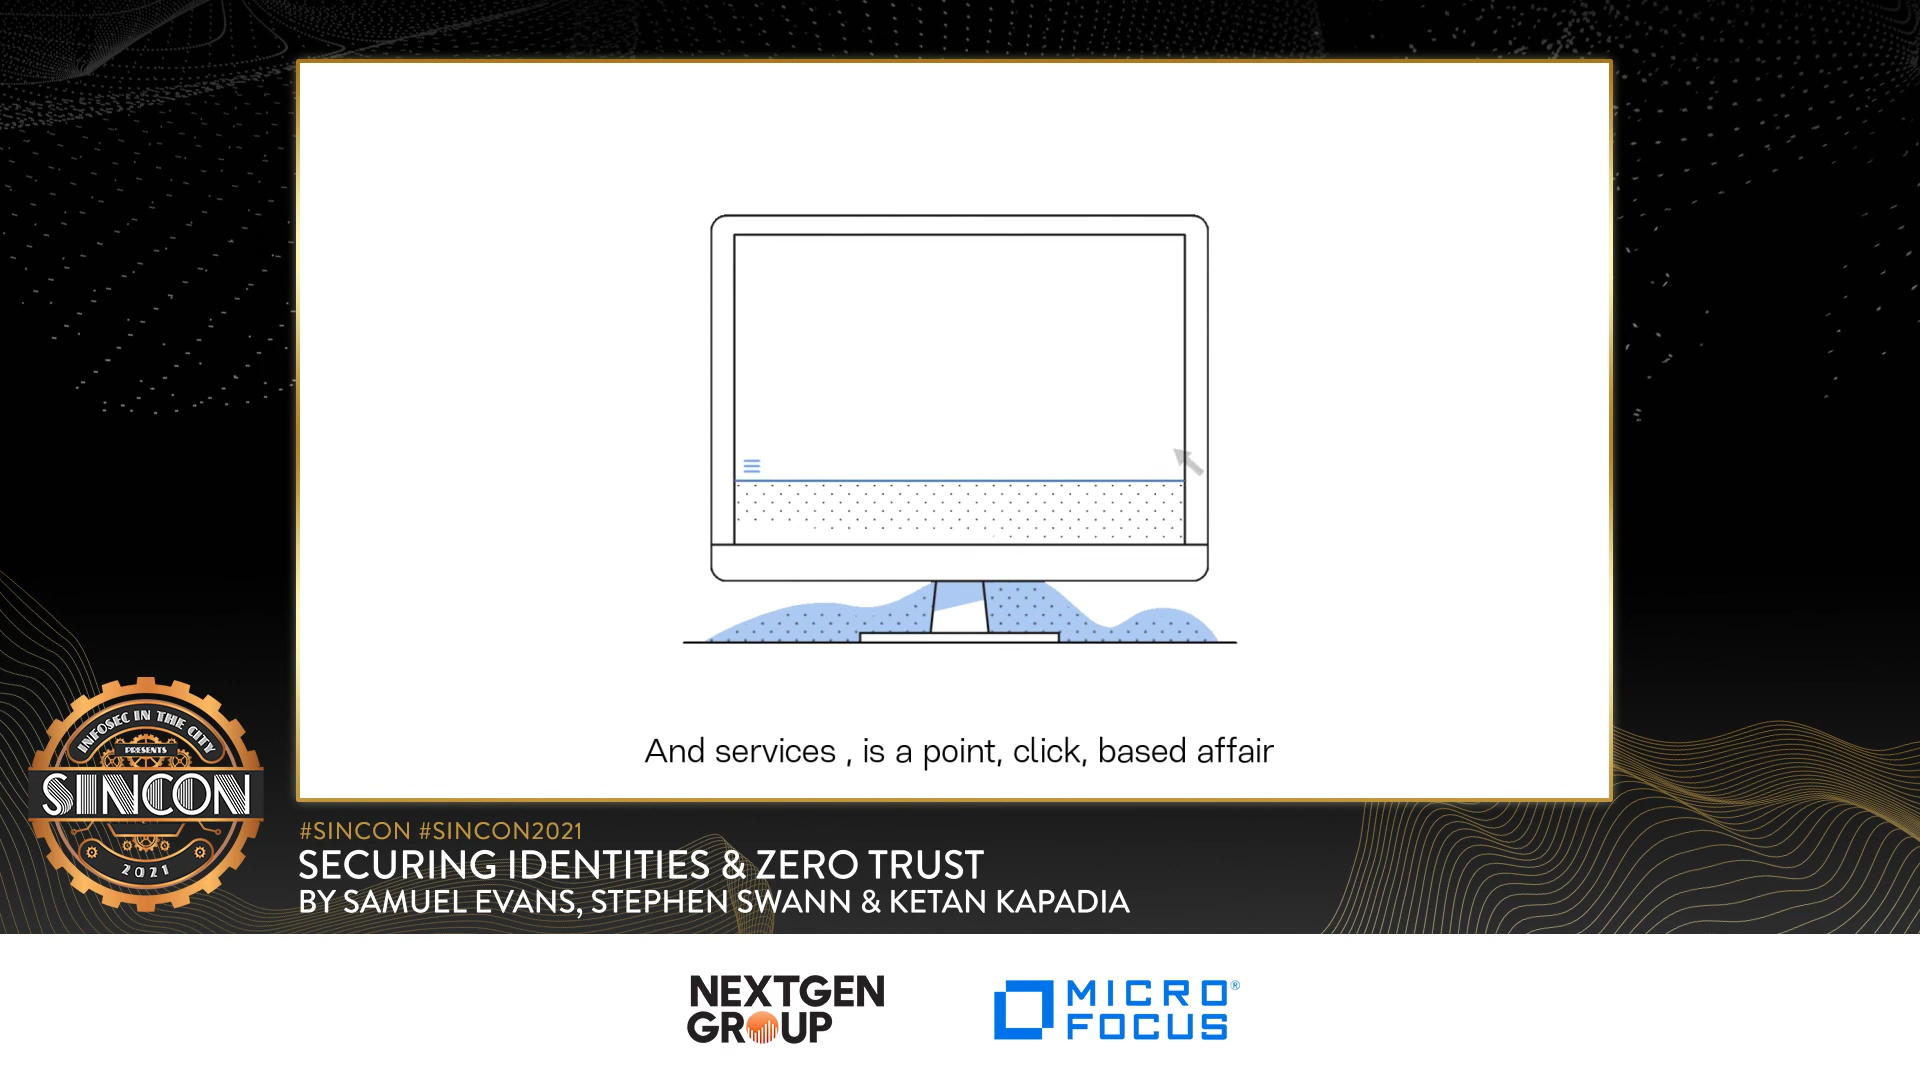 And services , is a point, click, based affair
INFOSEC IN THE CITY
PRESENTS
SINCON
2021
#SINCON #SINCON2021
SECURING IDENTITIES & ZERO TRUST
BY SAMUEL EVANS, STEPHEN SWANN & KETAN KAPADIA
NEXTGEN
GROUP
MICRO
FOCUS®